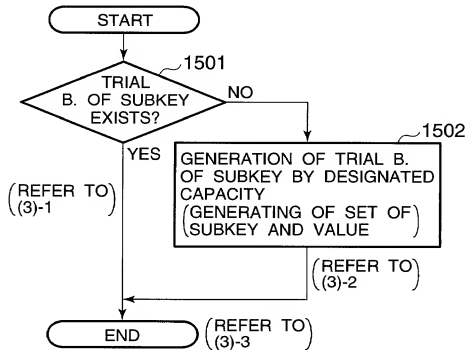 START
1501
TRIAL
B. OF SUBKEY
EXISTS?
NO
YES
1502
GENERATION OF TRIAL B.
OF SUBKEY BY DESIGNATED
CAPACITY
(GENERATING OF SET OF
SUBKEY AND VALUE)
(REFER TO
(3)-1)
(REFER TO
(3)-2)
END
(REFER TO
(3)-3)